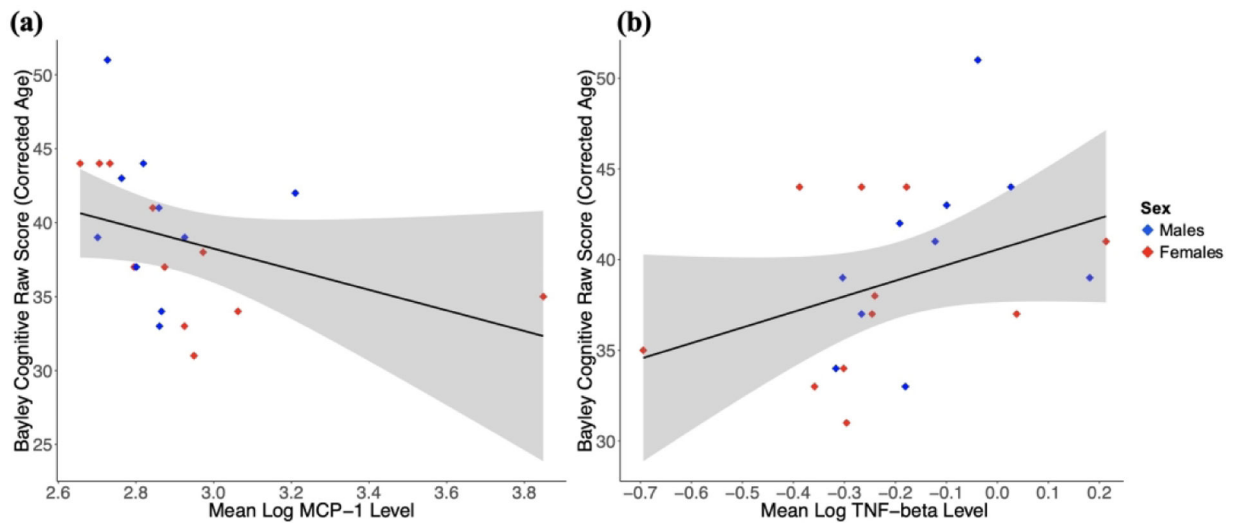 (a)
Bayley Cognitive Raw Score (Corrected Age)
50
45
40
35
30
25
2.6 2.8 3.0 3.2 3.4 3.6 3.8
Mean Log MCP−1 Level
(b)
Bayley Cognitive Raw Score (Corrected Age)
50
45
40
35
30
−0.7 −0.6 −0.5 −0.4 −0.3 −0.2 −0.1 0.0 0.1 0.2
Mean Log TNF−beta Level
Sex
Males
Females